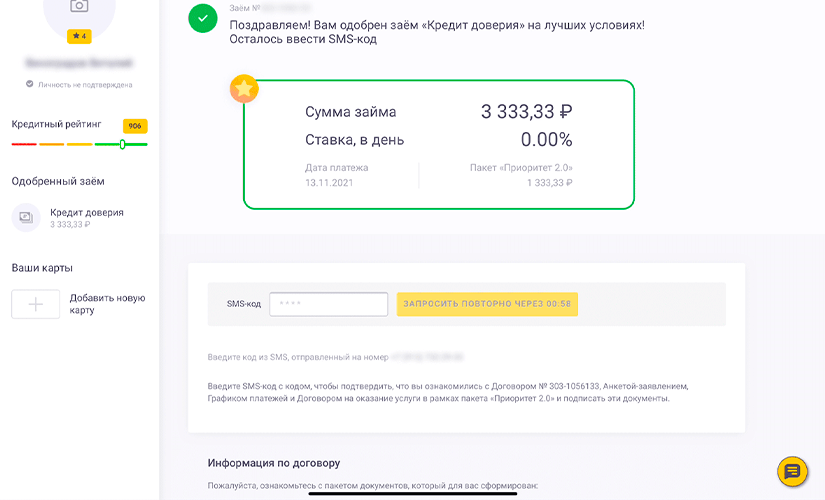 4
Личность не подтверждена
Кредитный рейтинг
906
Одобренный заём
Кредит доверия
3 333,33 ₽
Ваши карты
Добавить новую
карту
Заём №
Поздравляем! Вам одобрен заём «Кредит доверия» на лучших условиях!
Осталось ввести SMS-код
Сумма займа 3 333,33 ₽
Ставка, в день 0.00%
Дата платежа Пакет «Приоритет 2.0»
13.11.2021 1 333,33 ₽
SMS-код **** ЗАПРОСИТЬ ПОВТОРНО ЧЕРЕЗ 00:58
Введите код из SMS, отправленный на номер
Введите SMS-код с кодом, чтобы подтвердить, что вы ознакомились с Договором № 303-1056133, Анкетой-заявлением,
Графиком платежей и Договором на оказание услуги в рамках пакета «Приоритет 2.0» и подписать эти документы.
Информация по договору
Пожалуйста, ознакомьтесь с пакетом документов, который для вас сформирован: